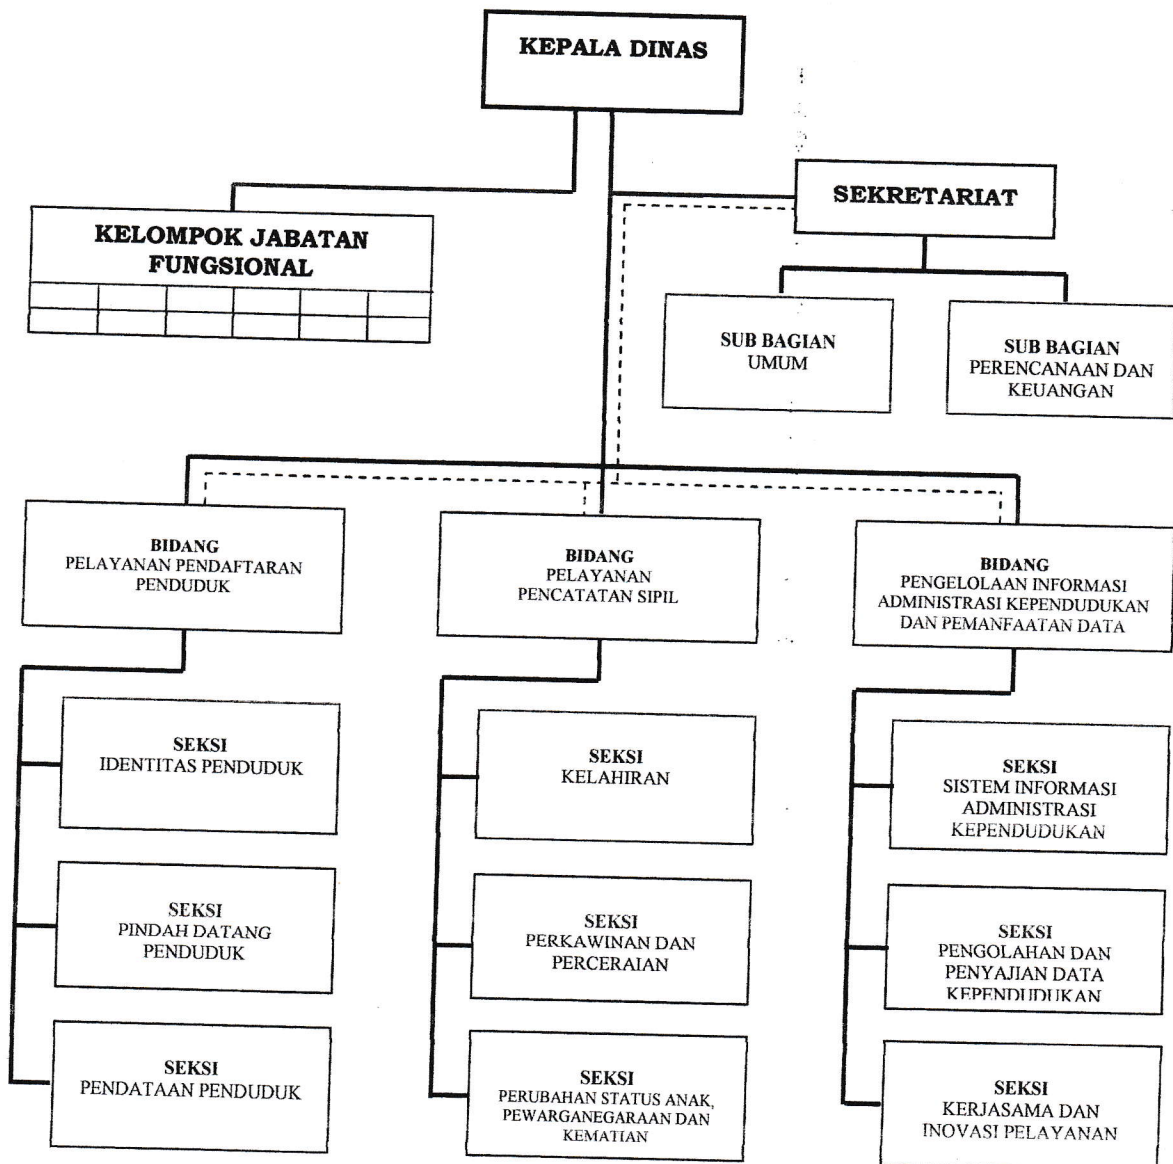 KEPALA DINAS
SEKRETARIAT
KELOMPOK JABATAN
FUNGSIONAL
SUB BAGIAN
UMUM
SUB BAGIAN
PERENCANAAN DAN
KEUANGAN
BIDANG
PELAYANAN PENDAFTARAN
PENDUDUK
BIDANG
PELAYANAN
PENCATATAN SIPIL
BIDANG
PENGELOLAAN INFORMASI
ADMINISTRASI KEPENDUDUKAN
DAN PEMANFAATAN DATA
SEKSI
IDENTITAS PENDUDUK
SEKSI
KELAHIRAN
SEKSI
SISTEM INFORMASI
ADMINISTRASI
KEPENDUDUKAN
SEKSI
PINDAH DATANG
PENDUDUK
SEKSI
PERKAWINAN DAN
PERCERAIAN
SEKSI
PENGOLAHAN DAN
PENYAJIAN DATA
KEPENDUDUKAN
SEKSI
PENDATAAN PENDUDUK
SEKSI
PERUBAHAN STATUS ANAK,
PEWARGANEGARAAN DAN
KEMATIAN
SEKSI
KERJASAMA DAN
INOVASI PELAYANAN